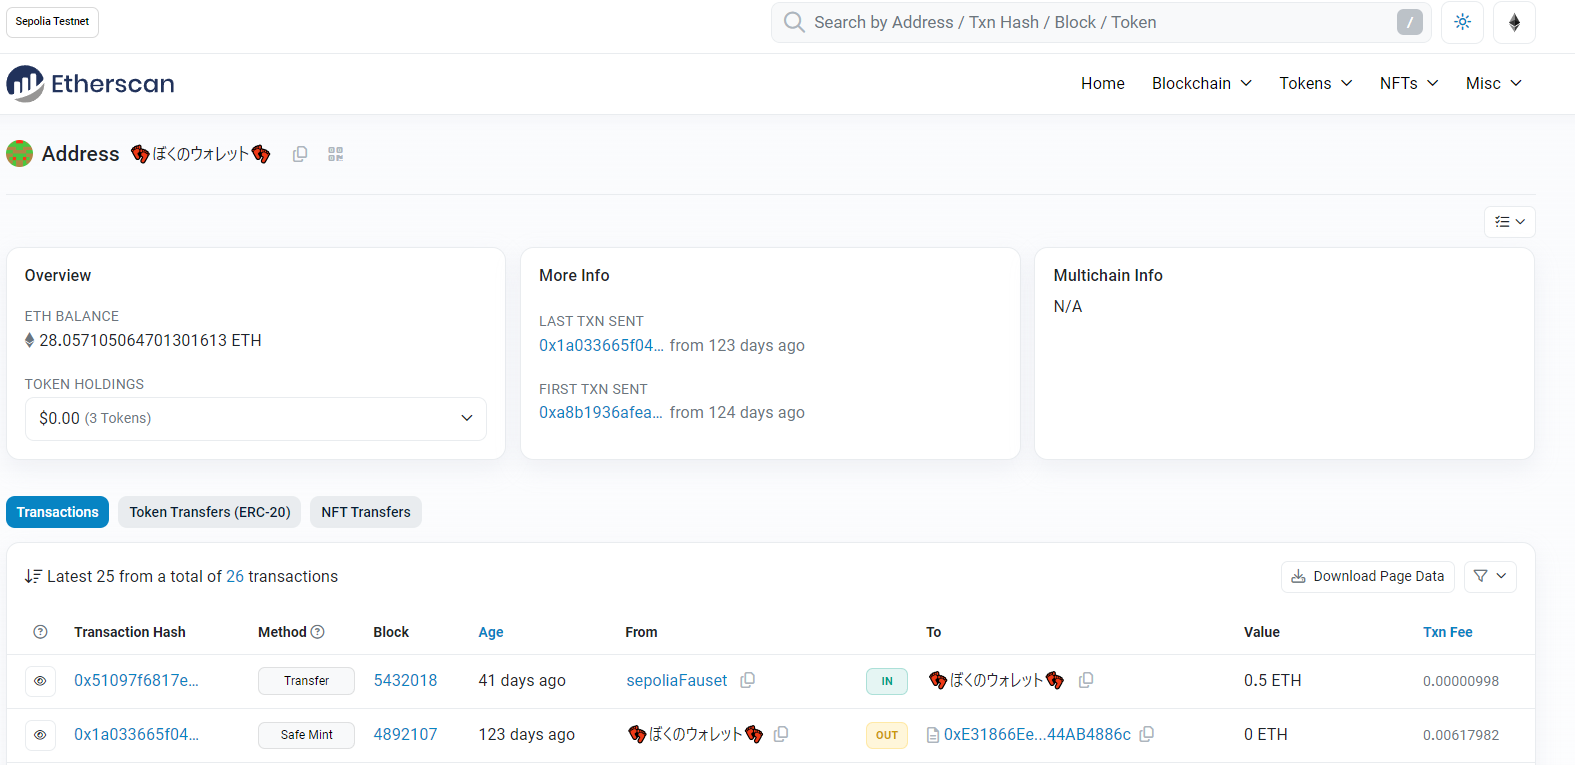 Sepolia Testnet
Search by Address / Txn Hash / Block / Token /
Etherscan
Home Blockchain Tokens NFTs Misc
Address 👣ぼくのウォレット👣
Overview
ETH BALANCE
28.057105064701301613 ETH
TOKEN HOLDINGS
$0.00 (3 Tokens)
More Info
LAST TXN SENT
0x1a033665f04... from 123 days ago
FIRST TXN SENT
0xa8b1936afea... from 124 days ago
Multichain Info
N/A
Transactions Token Transfers (ERC-20) NFT Transfers
Latest 25 from a total of 26 transactions
Download Page Data
Transaction Hash Method Block Age From To Value Txn Fee
0x51097f6817e... Transfer 5432018 41 days ago sepoliaFauset IN 👣ぼくのウォレット👣 0.5 ETH 0.00000998
0x1a033665f04... Safe Mint 4892107 123 days ago 👣ぼくのウォレット👣 OUT 0xE31866Ee...44AB4886c 0 ETH 0.00617982